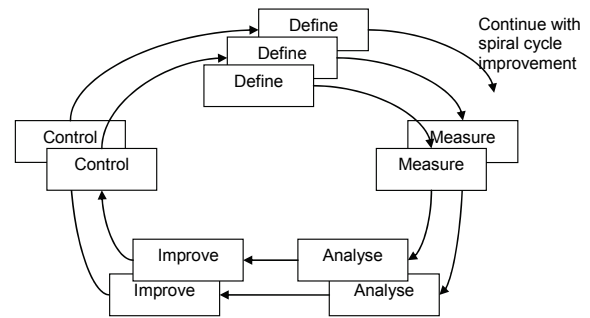 Define
Define
Define
Continue with
spiral cycle
improvement
Control
Control
Measure
Measure
Improve
Improve
Analyse
Analyse